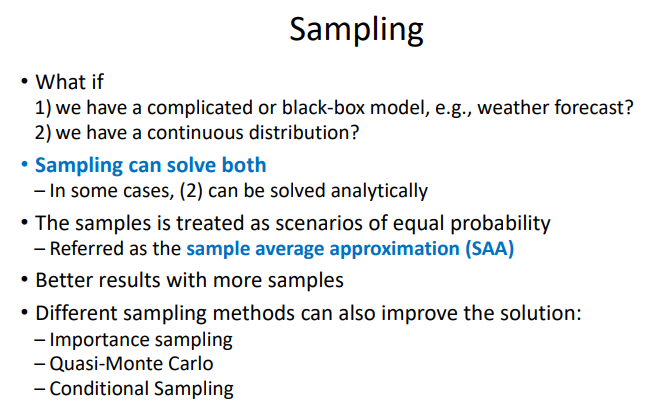 Sampling
• What if
1) we have a complicated or black-box model, e.g., weather forecast?
2) we have a continuous distribution?
• Sampling can solve both
– In some cases, (2) can be solved analytically
• The samples is treated as scenarios of equal probability
– Referred as the sample average approximation (SAA)
• Better results with more samples
• Different sampling methods can also improve the solution:
– Importance sampling
– Quasi-Monte Carlo
– Conditional Sampling